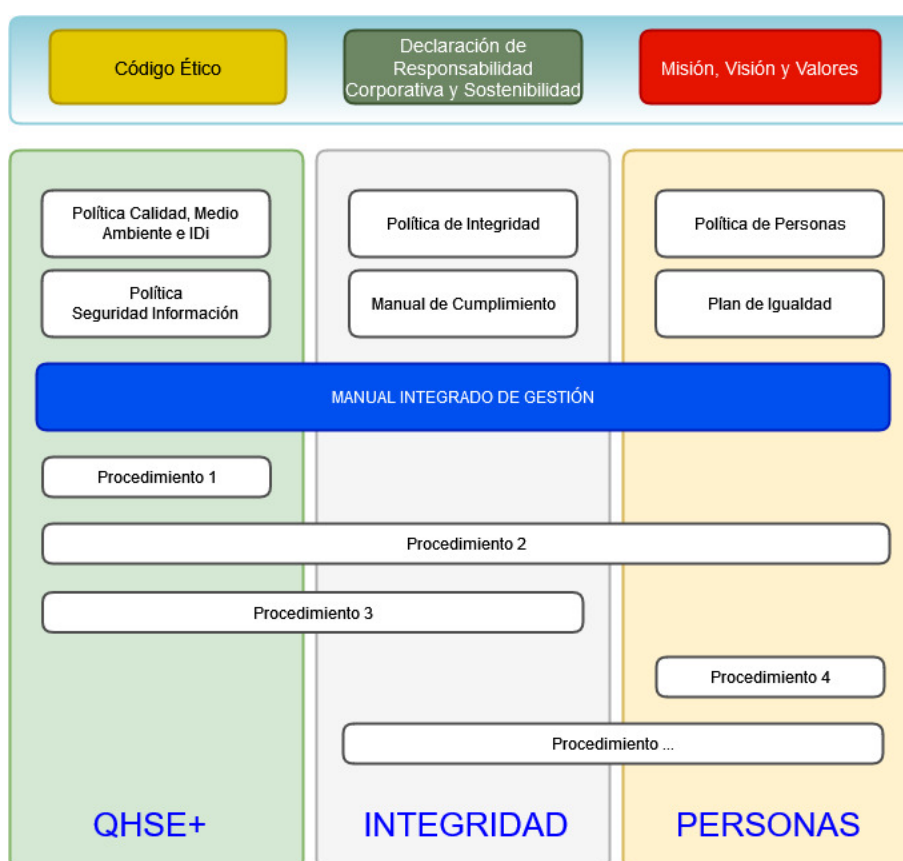 Código Ético
Declaración de
Responsabilidad
Corporativa y Sostenibilidad
Misión, Visión y Valores
Política Calidad, Medio
Ambiente e IDi
Política de Integridad
Política de Personas
Política
Seguridad Información
Manual de Cumplimiento
Plan de Igualdad
MANUAL INTEGRADO DE GESTIÓN
Procedimiento 1
Procedimiento 2
Procedimiento 3
Procedimiento 4
Procedimiento ...
QHSE+
INTEGRIDAD
PERSONAS